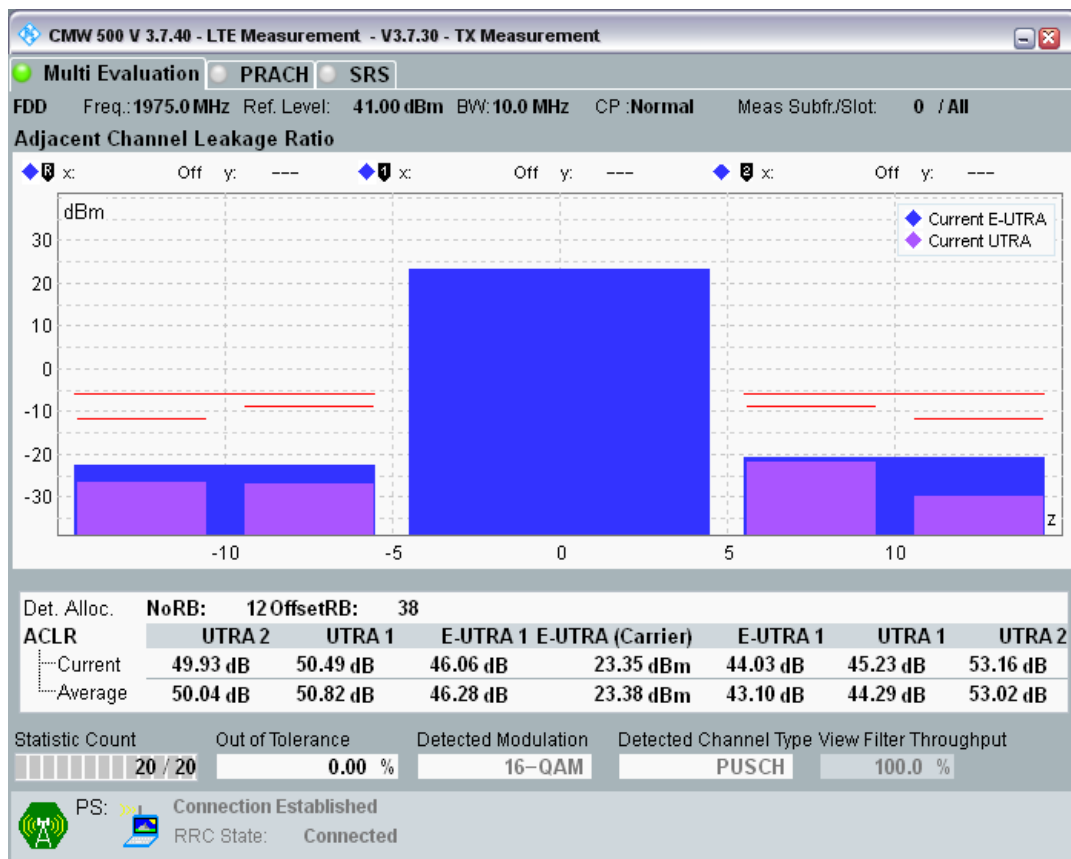 CMW 500 V 3.7.40 - LTE Measurement - V3.7.30 - TX Measurement
Multi Evaluation PRACH SRS
FDD Freq.:1975.0 MHz Ref. Level: 41.00 dBm BW:10.0 MHz CP :Normal Meas Subfr./Slot: 0 / All
Adjacent Channel Leakage Ratio
R x: Off y: --- 1 x: Off y: --- 2 x: Off y: ---
dBm
Current E-UTRA
Current UTRA
30
20
10
0
-10
-20
-30
z
-10 -5 0 5 10
Det. Alloc. NoRB: 12 OffsetRB: 38
ACLR UTRA 2 UTRA 1 E-UTRA 1 E-UTRA (Carrier) E-UTRA 1 UTRA 1 UTRA 2
Current 49.93 dB 50.49 dB 46.06 dB 23.35 dBm 44.03 dB 45.23 dB 53.16 dB
Average 50.04 dB 50.82 dB 46.28 dB 23.38 dBm 43.10 dB 44.29 dB 53.02 dB
Statistic Count Out of Tolerance Detected Modulation Detected Channel Type View Filter Throughput
20 / 20 0.00 % 16-QAM PUSCH 100.0 %
PS: Connection Established
RRC State: Connected